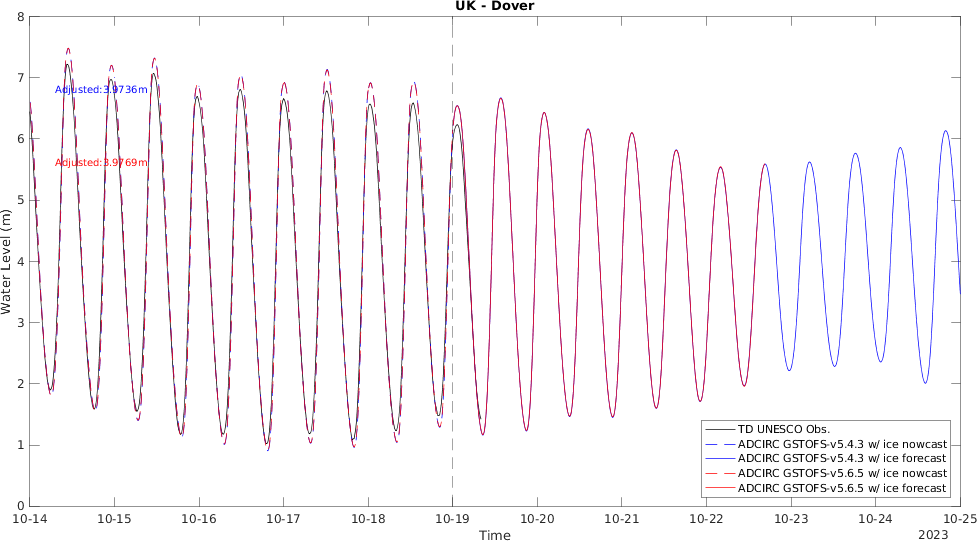 UK - Dover
8
7
6
5
4
3
2
1
0
Water Level (m)
Adjusted:3.9736m
Adjusted:3.9769m
TD UNESCO Obs.
ADCIRC GSTOFS-v5.4.3 w/ ice nowcast
ADCIRC GSTOFS-v5.4.3 w/ ice forecast
ADCIRC GSTOFS-v5.6.5 w/ ice nowcast
ADCIRC GSTOFS-v5.6.5 w/ ice forecast
10-14 10-15 10-16 10-17 10-18 10-19 10-20 10-21 10-22 10-23 10-24 10-25
Time
2023